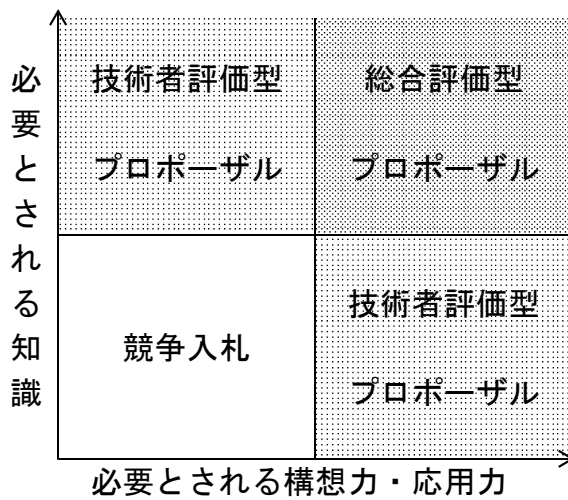 必要とされる知識
技術者評価型
プロポーザル
総合評価型
プロポーザル
競争入札
技術者評価型
プロポーザル
必要とされる構想力・応用力